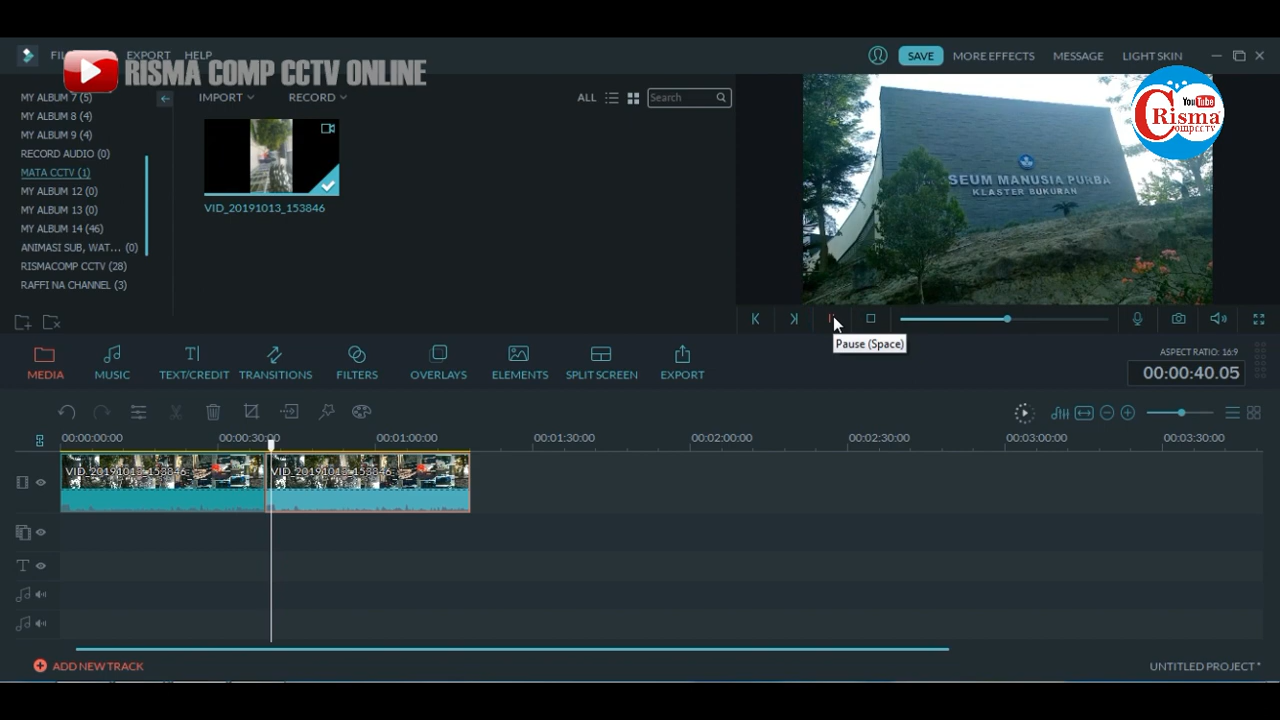 FIL EXPORT HELP
RISMA COMP CCTV ONLINE
SAVE MORE EFFECTS MESSAGE LIGHT SKIN
YouTube
Crisma
CompCCTV
MY ALBUM 7 (5)
MY ALBUM 8 (4)
MY ALBUM 9 (4)
RECORD AUDIO (0)
MATA CCTV (1)
MY ALBUM 12 (0)
MY ALBUM 13 (0)
MY ALBUM 14 (46)
ANIMASI SUB, WAT... (0)
RISMACOMP CCTV (28)
RAFFI NA CHANNEL (3)
IMPORT RECORD ALL Search
VID_20191013_153846
SEUM MANUSIA PURBA
KLASTER BUKURAN
Pause (Space)
MEDIA MUSIC TEXT/CREDIT TRANSITIONS FILTERS OVERLAYS ELEMENTS SPLIT SCREEN EXPORT
ASPECT RATIO: 16:9
00:00:40.05
00:00:00:00 00:00:30:00 00:01:00:00 00:01:30:00 00:02:00:00 00:02:30:00 00:03:00:00 00:03:30:00
VID_20191013_153846 VID_20191013_153846
ADD NEW TRACK UNTITLED PROJECT *